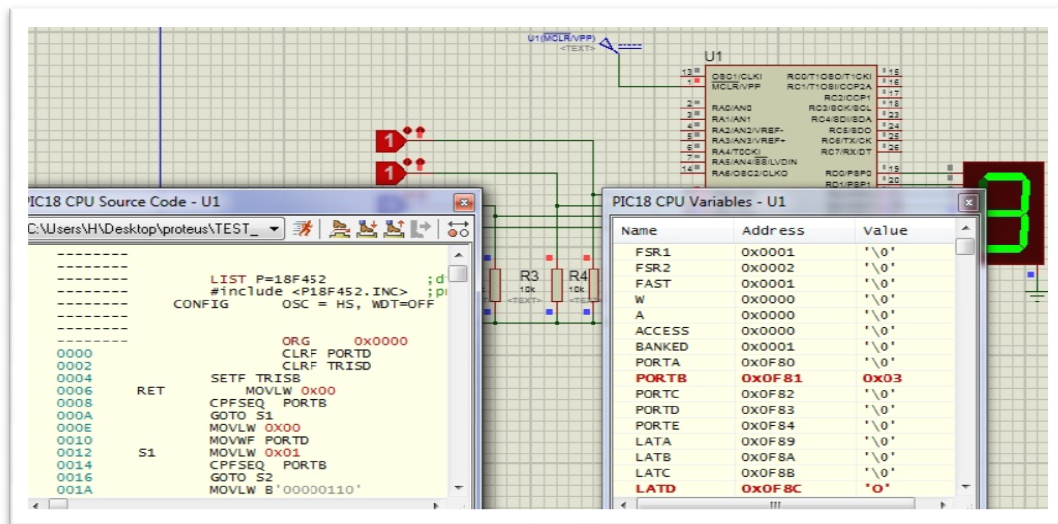 U1(MCLR/VPP)
<TEXT>
U1
13
OSC1/CLKI
RC0/T1OSO/T1CKI
15
1
MCLR/VPP
RC1/T1OSI/CCP2A
16
RC2/CCP1
17
2
RA0/AN0
RC3/SCK/SCL
18
3
RA1/AN1
RC4/SDI/SDA
23
4
RA2/AN2/VREF-
RC5/SDO
24
5
RA3/AN3/VREF+
RC6/TX/CK
25
6
RA4/T0CKI
RC7/RX/DT
26
7
RA5/AN4/SS/LVDIN
14
RA6/OSC2/CLKO
RD0/PSP0
19
RD1/PSP1
20
1
1
3
PIC18 CPU Source Code - U1
C:\Users\H\Desktop\proteus\TEST_
--------
--------
-------- LIST P=18F452
-------- #include <P18F452.INC>
-------- CONFIG OSC = HS, WDT=OFF
--------
--------
-------- ORG 0x0000
0000 CLRF PORTD
0002 CLRF TRISD
0004 SETF TRISB
0006 RET MOVLW 0x00
0008 CPFSEQ PORTB
000A GOTO S1
000E MOVLW 0X00
0010 MOVWF PORTD
0012 S1 MOVLW 0x01
0014 CPFSEQ PORTB
0016 GOTO S2
001A MOVLW B'00000110'
R3
10k
<TEXT>
R4
10k
PIC18 CPU Variables - U1
Name Address Value
FSR1 0x0001 '\0'
FSR2 0x0002 '\0'
FAST 0x0001 '\0'
W 0x0000 '\0'
A 0x0000 '\0'
ACCESS 0x0000 '\0'
BANKED 0x0001 '\0'
PORTA 0x0F80 '\0'
PORTB 0x0F81 0x03
PORTC 0x0F82 '\0'
PORTD 0x0F83 '\0'
PORTE 0x0F84 '\0'
LATA 0x0F89 '\0'
LATB 0x0F8A '\0'
LATC 0x0F8B '\0'
LATD 0x0F8C 'O'